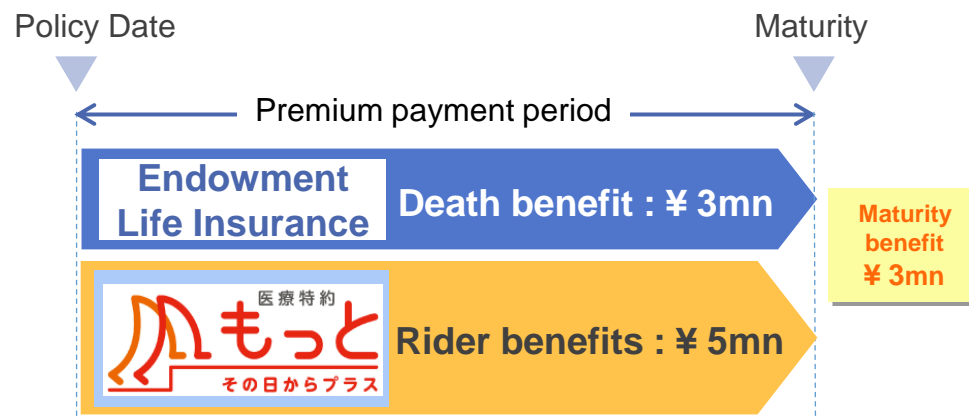 Policy Date
Maturity
Premium payment period
Endowment
Life Insurance
Death benefit : ¥ 3mn
Maturity
benefit
¥ 3mn
医療特約
もっと
その日からプラス
Rider benefits : ¥ 5mn